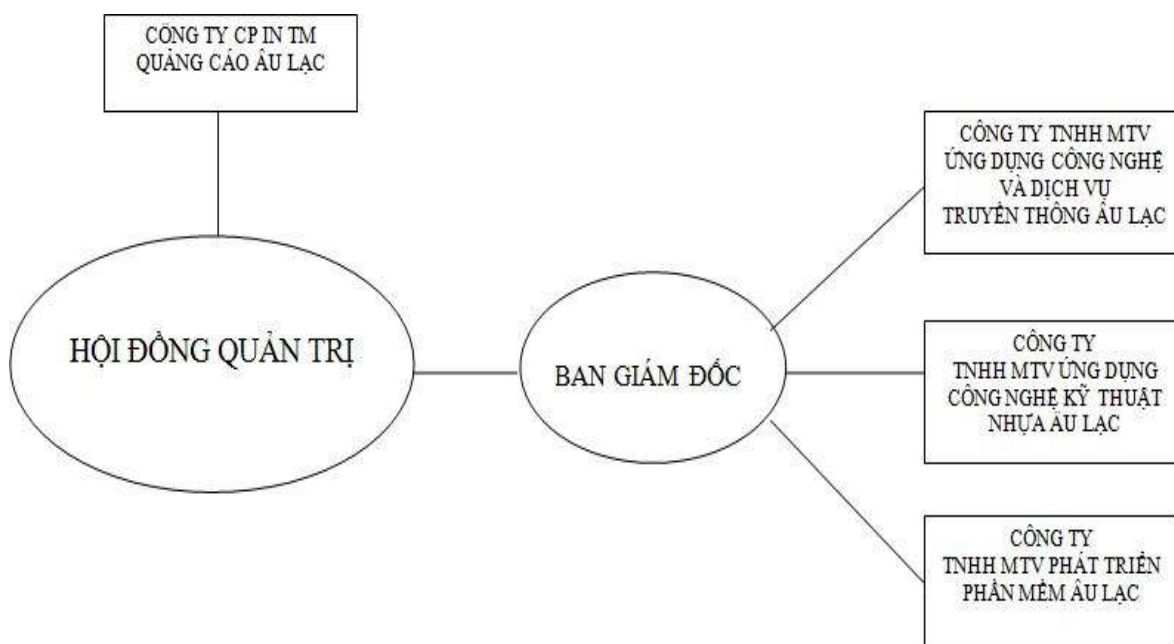 CÔNG TY CP IN TM
QUẢNG CÁO ÂU LẠC
CÔNG TY TNHH MTV
ỨNG DỤNG CÔNG NGHỆ
VÀ DỊCH VỤ
TRUYỀN THÔNG ÂU LẠC
HỘI ĐỒNG QUẢN TRỊ
BAN GIÁM ĐỐC
CÔNG TY
TNHH MTV ỨNG DỤNG
CÔNG NGHỆ KỸ THUẬT
NHỰA ÂU LẠC
CÔNG TY
TNHH MTV PHÁT TRIỂN
PHẦN MỀM ÂU LẠC